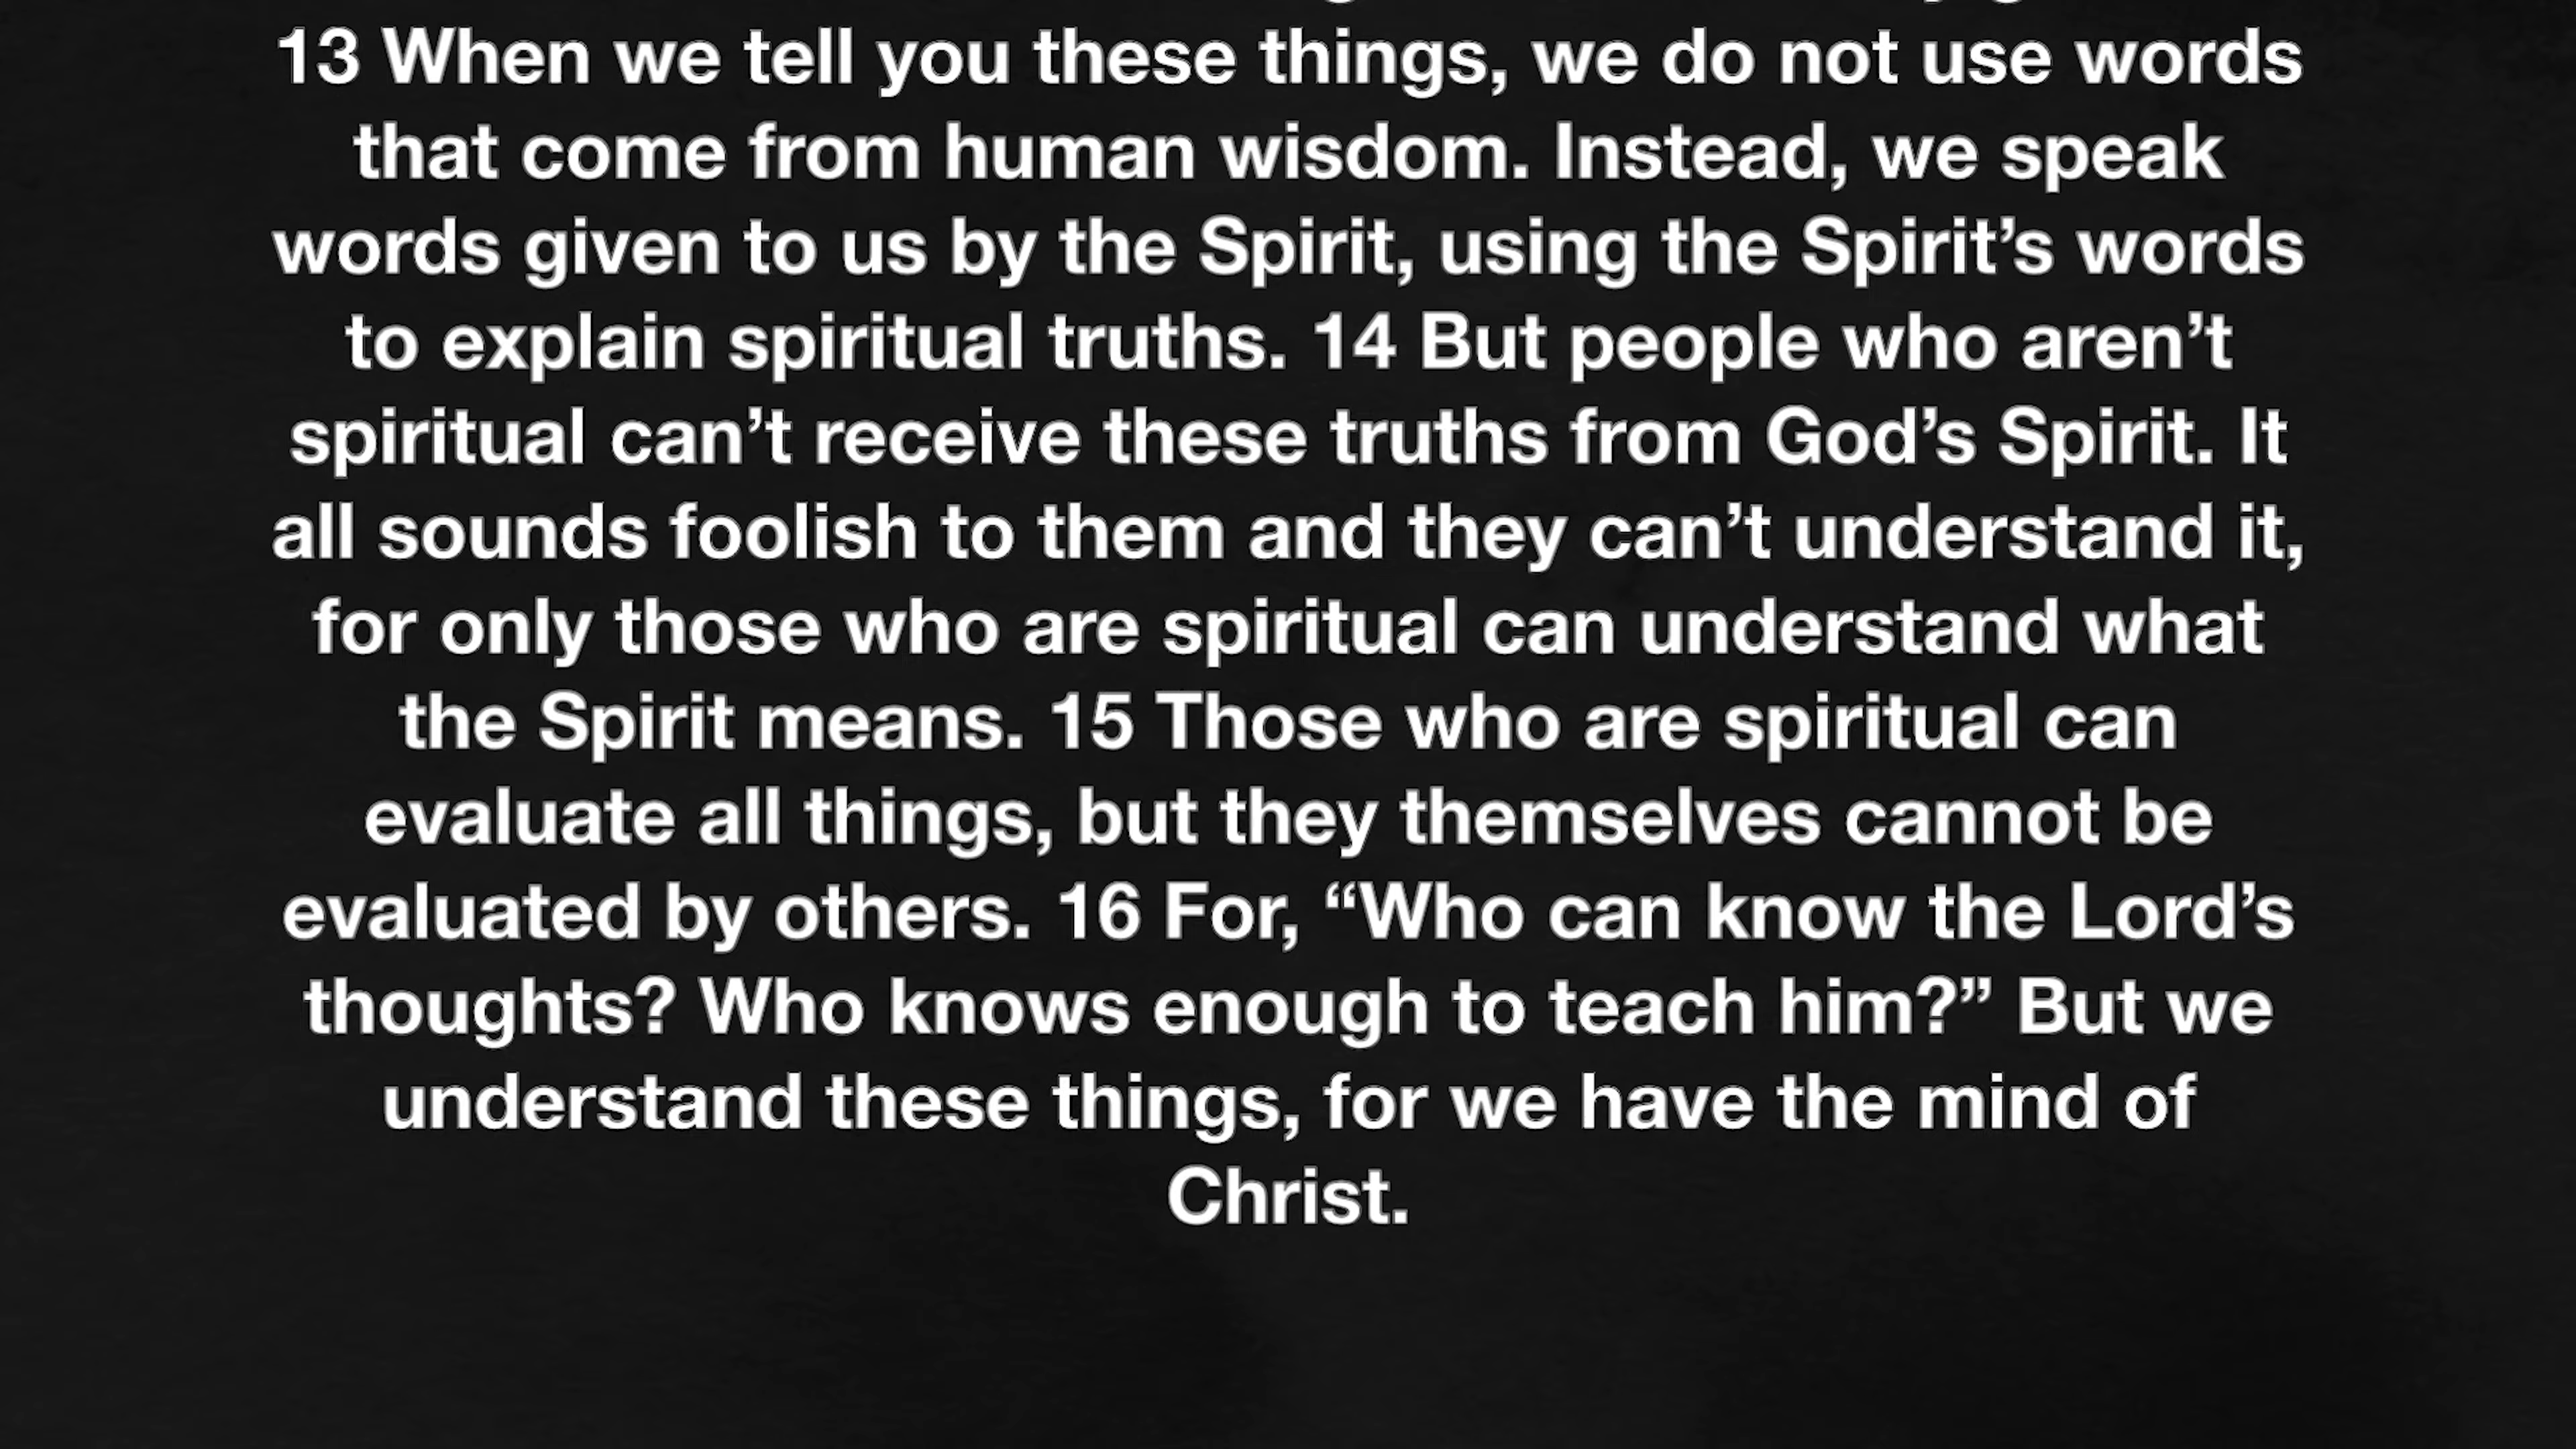 13 When we tell you these things, we do not use words
that come from human wisdom. Instead, we speak
words given to us by the Spirit, using the Spirit’s words
to explain spiritual truths. 14 But people who aren’t
spiritual can’t receive these truths from God’s Spirit. It
all sounds foolish to them and they can’t understand it,
for only those who are spiritual can understand what
the Spirit means. 15 Those who are spiritual can
evaluate all things, but they themselves cannot be
evaluated by others. 16 For, “Who can know the Lord’s
thoughts? Who knows enough to teach him?” But we
understand these things, for we have the mind of
Christ.